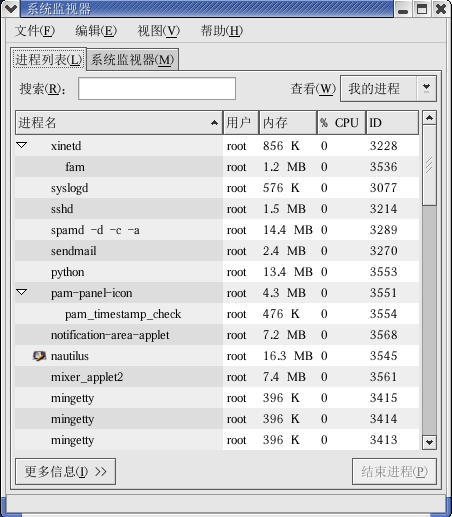 系统监视器
文件(F) 编辑(E) 视图(V) 帮助(H)
进程列表(L) 系统监视器(M)
搜索(R): 查看(W) 我的进程
进程名 用户 内存 % CPU ID
xinetd root 856 K 0 3228
fam root 1.2 MB 0 3536
syslogd root 576 K 0 3077
sshd root 1.5 MB 0 3214
spamd -d -c -a root 14.4 MB 0 3289
sendmail root 2.4 MB 0 3270
python root 13.4 MB 0 3553
pam-panel-icon root 4.3 MB 0 3551
pam_timestamp_check root 476 K 0 3554
notification-area-applet root 7.2 MB 0 3568
nautilus root 16.3 MB 0 3545
mixer_applet2 root 7.4 MB 0 3561
mingetty root 396 K 0 3415
mingetty root 396 K 0 3414
mingetty root 396 K 0 3413
更多信息(I) >> 结束进程(P)